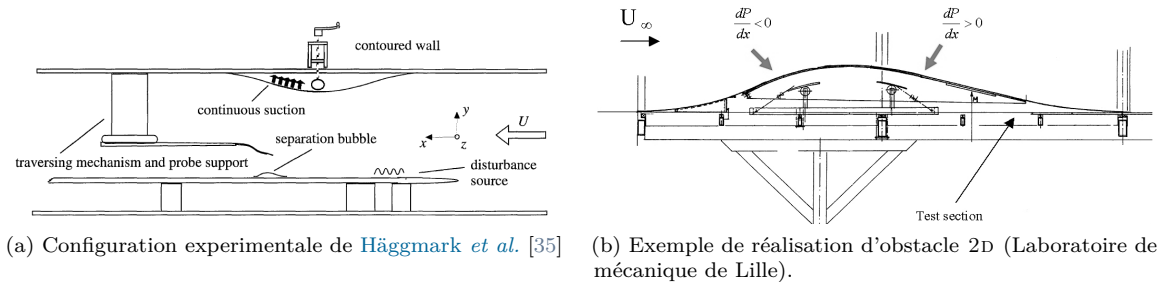 contoured wall
continuous suction
y
U
separation bubble
x
z
traversing mechanism and probe support
disturbance
source
(a) Configuration experimentale de Häggmark et al. [35]
U∞
dP/dx<0
dP/dx>0
Test section
(b) Exemple de réalisation d'obstacle 2D (Laboratoire de
mécanique de Lille).